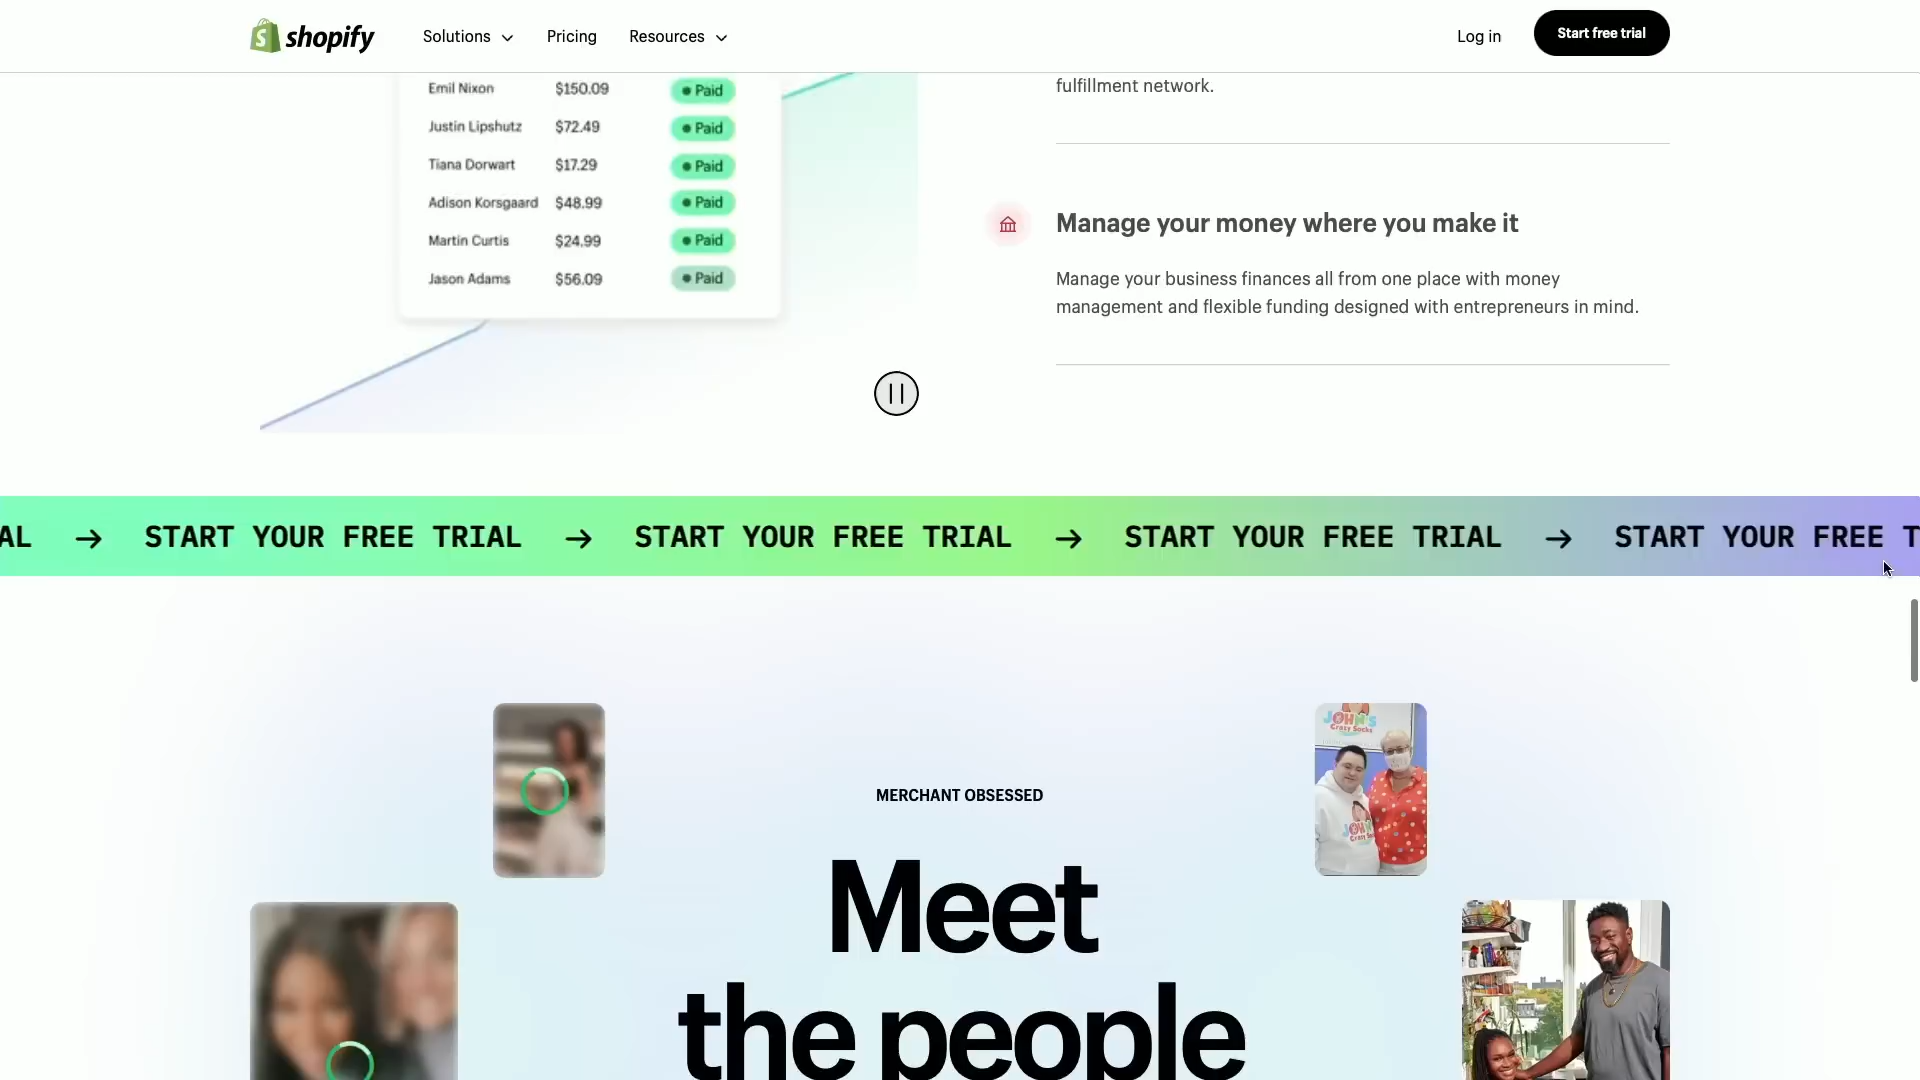 shopify
Solutions
Pricing
Resources
Log in
Start free trial
Emil Nixon $150.09 Paid
Justin Lipshutz $72.49 Paid
Tiana Dorwart $17.29 Paid
Adison Korsgaard $48.99 Paid
Martin Curtis $24.99 Paid
Jason Adams $56.09 Paid
fulfillment network.
Manage your money where you make it
Manage your business finances all from one place with money
management and flexible funding designed with entrepreneurs in mind.
AL → START YOUR FREE TRIAL → START YOUR FREE TRIAL → START YOUR FREE TRIAL → START YOUR FREE T
JOHN'S
Crazy Socks
MERCHANT OBSESSED
Meet
the people